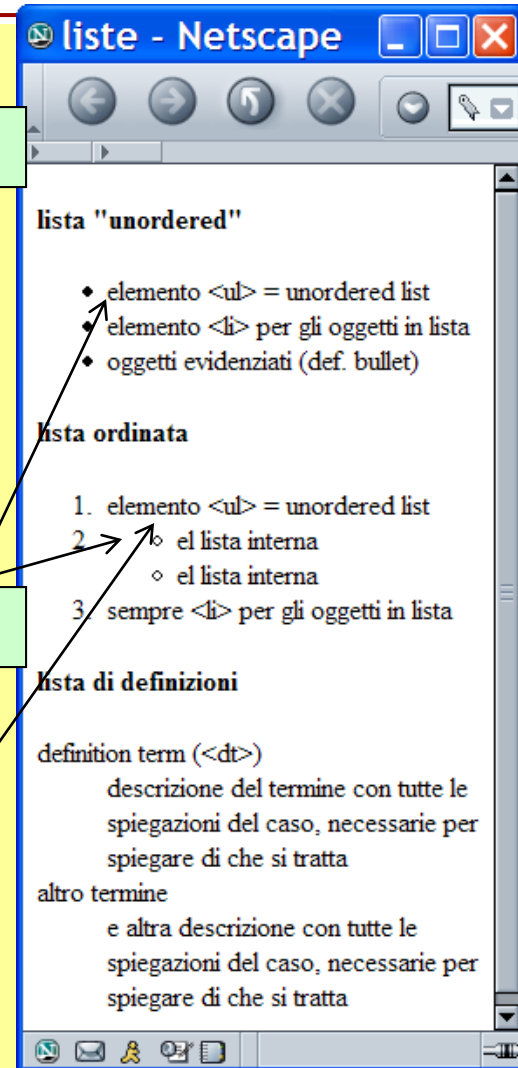 liste - Netscape
lista "unordered"
• elemento <ul> = unordered list
• elemento <li> per gli oggetti in lista
• oggetti evidenziati (def. bullet)
lista ordinata
1. elemento <ul> = unordered list
2. ◦ el lista interna
◦ el lista interna
3. sempre <li> per gli oggetti in lista
lista di definizioni
definition term (<dt>)
descrizione del termine con tutte le
spiegazioni del caso, necessarie per
spiegare di che si tratta
altro termine
e altra descrizione con tutte le
spiegazioni del caso, necessarie per
spiegare di che si tratta